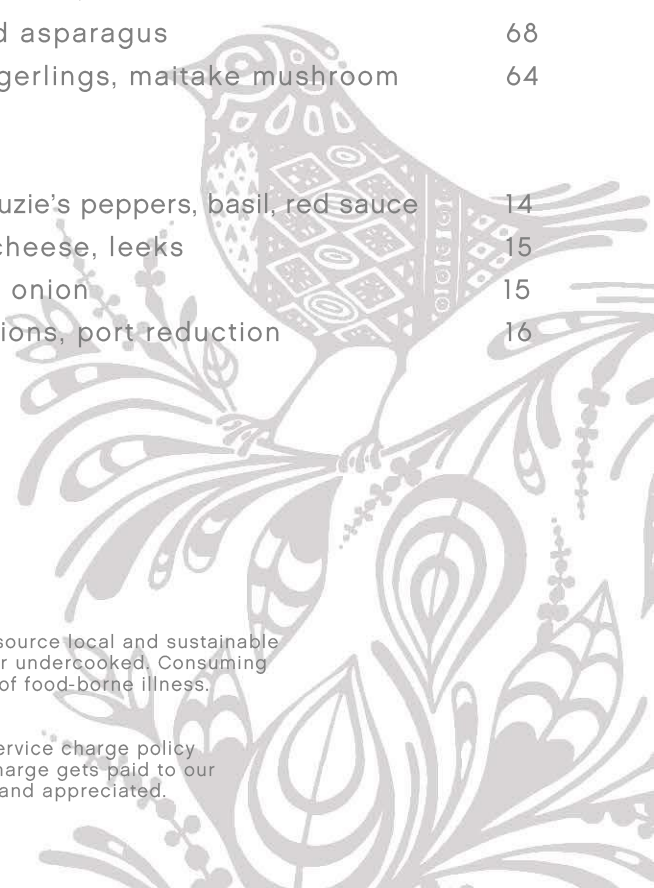 d asparagus 68
gerlings, maitake mushroom 64
uzie's peppers, basil, red sauce 14
cheese, leeks 15
onion 15
ions, port reduction 16
source local and sustainable
r undercooked. Consuming
of food-borne illness.
ervice charge policy
harge gets paid to our
and appreciated.